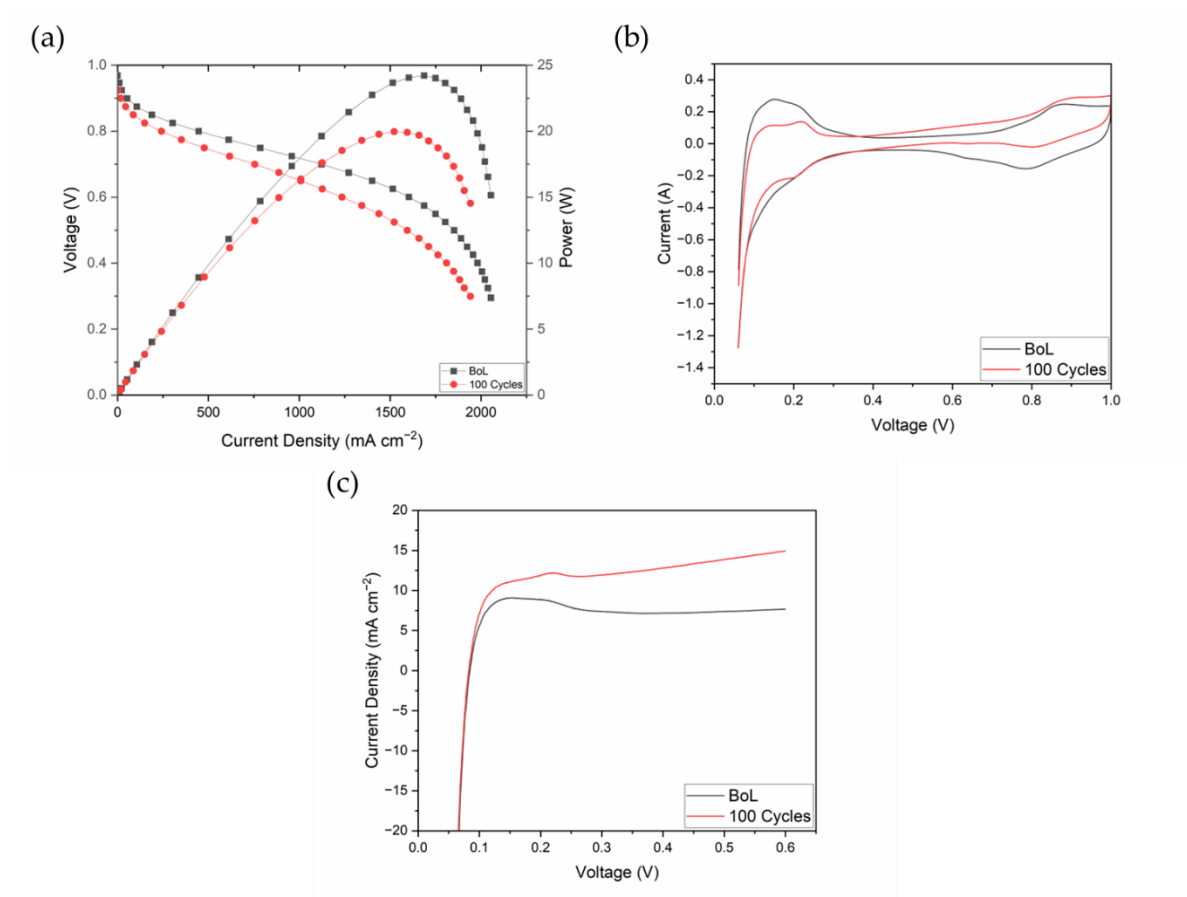 (a)
1.0
0.8
0.6
0.4
0.2
0.0
Voltage (V)
25
20
15
10
5
0
Power (W)
0 500 1000 1500 2000
Current Density (mA cm⁻²)
BoL
100 Cycles
(b)
0.4
0.2
0.0
−0.2
−0.4
−0.6
−0.8
−1.0
−1.2
−1.4
Current (A)
0.0 0.2 0.4 0.6 0.8 1.0
Voltage (V)
BoL
100 Cycles
(c)
20
15
10
5
0
−5
−10
−15
−20
Current Density (mA cm⁻²)
0.0 0.1 0.2 0.3 0.4 0.5 0.6
Voltage (V)
BoL
100 Cycles